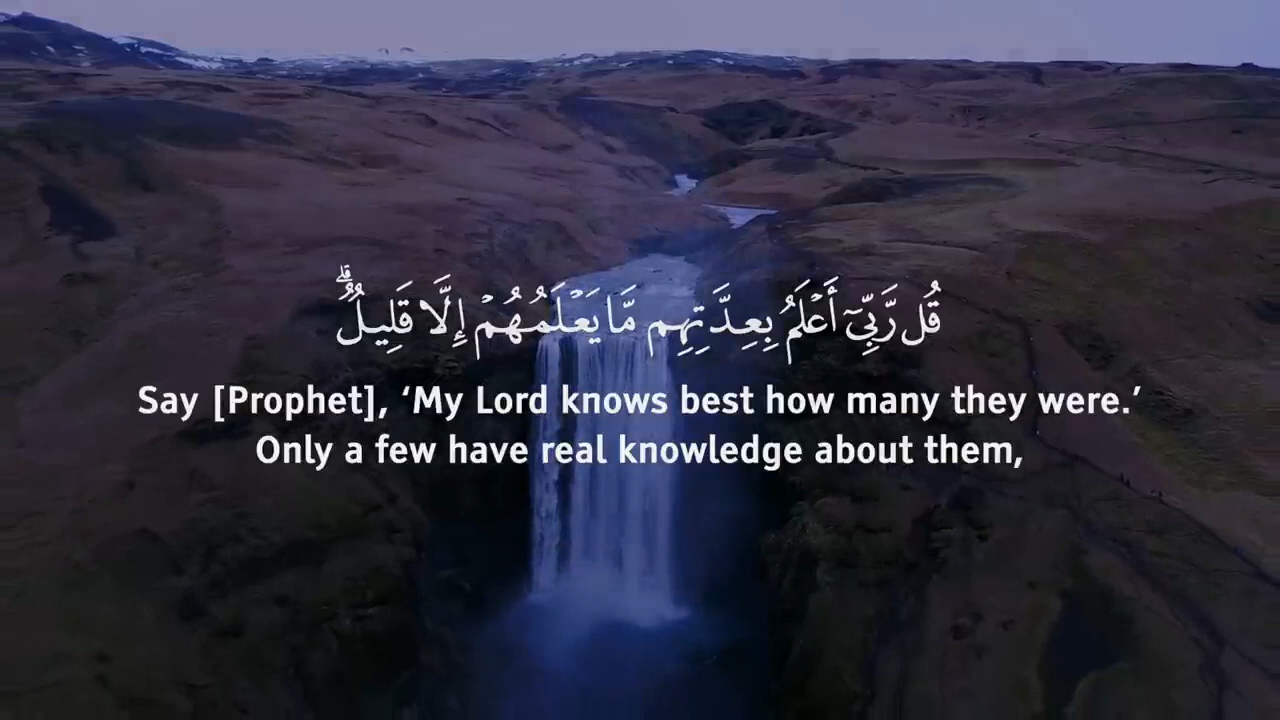 قُل رَّبِّيٓ أَعۡلَمُ بِعِدَّتِهِم مَّا يَعۡلَمُهُمۡ إِلَّا قَلِيلٞۗ
Say [Prophet], ‘My Lord knows best how many they were.’
Only a few have real knowledge about them,